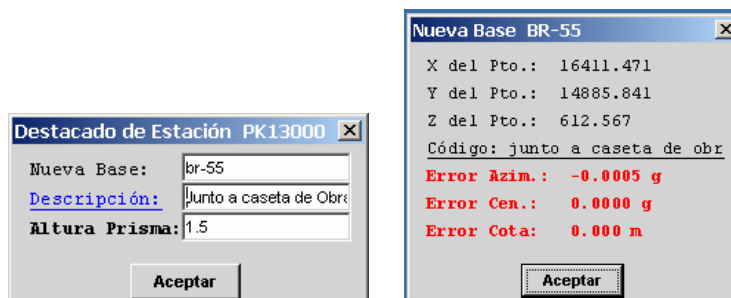 Destacado de Estación PK13000
Nueva Base: br-55
Descripción: Junto a caseta de Obra
Altura Prisma: 1.5
Aceptar
Nueva Base BR-55
X del Pto.: 16411.471
Y del Pto.: 14885.841
Z del Pto.: 612.567
Código: junto a caseta de obr
Error Azim.: -0.0005 g
Error Cen.: 0.0000 g
Error Cota: 0.000 m
Aceptar